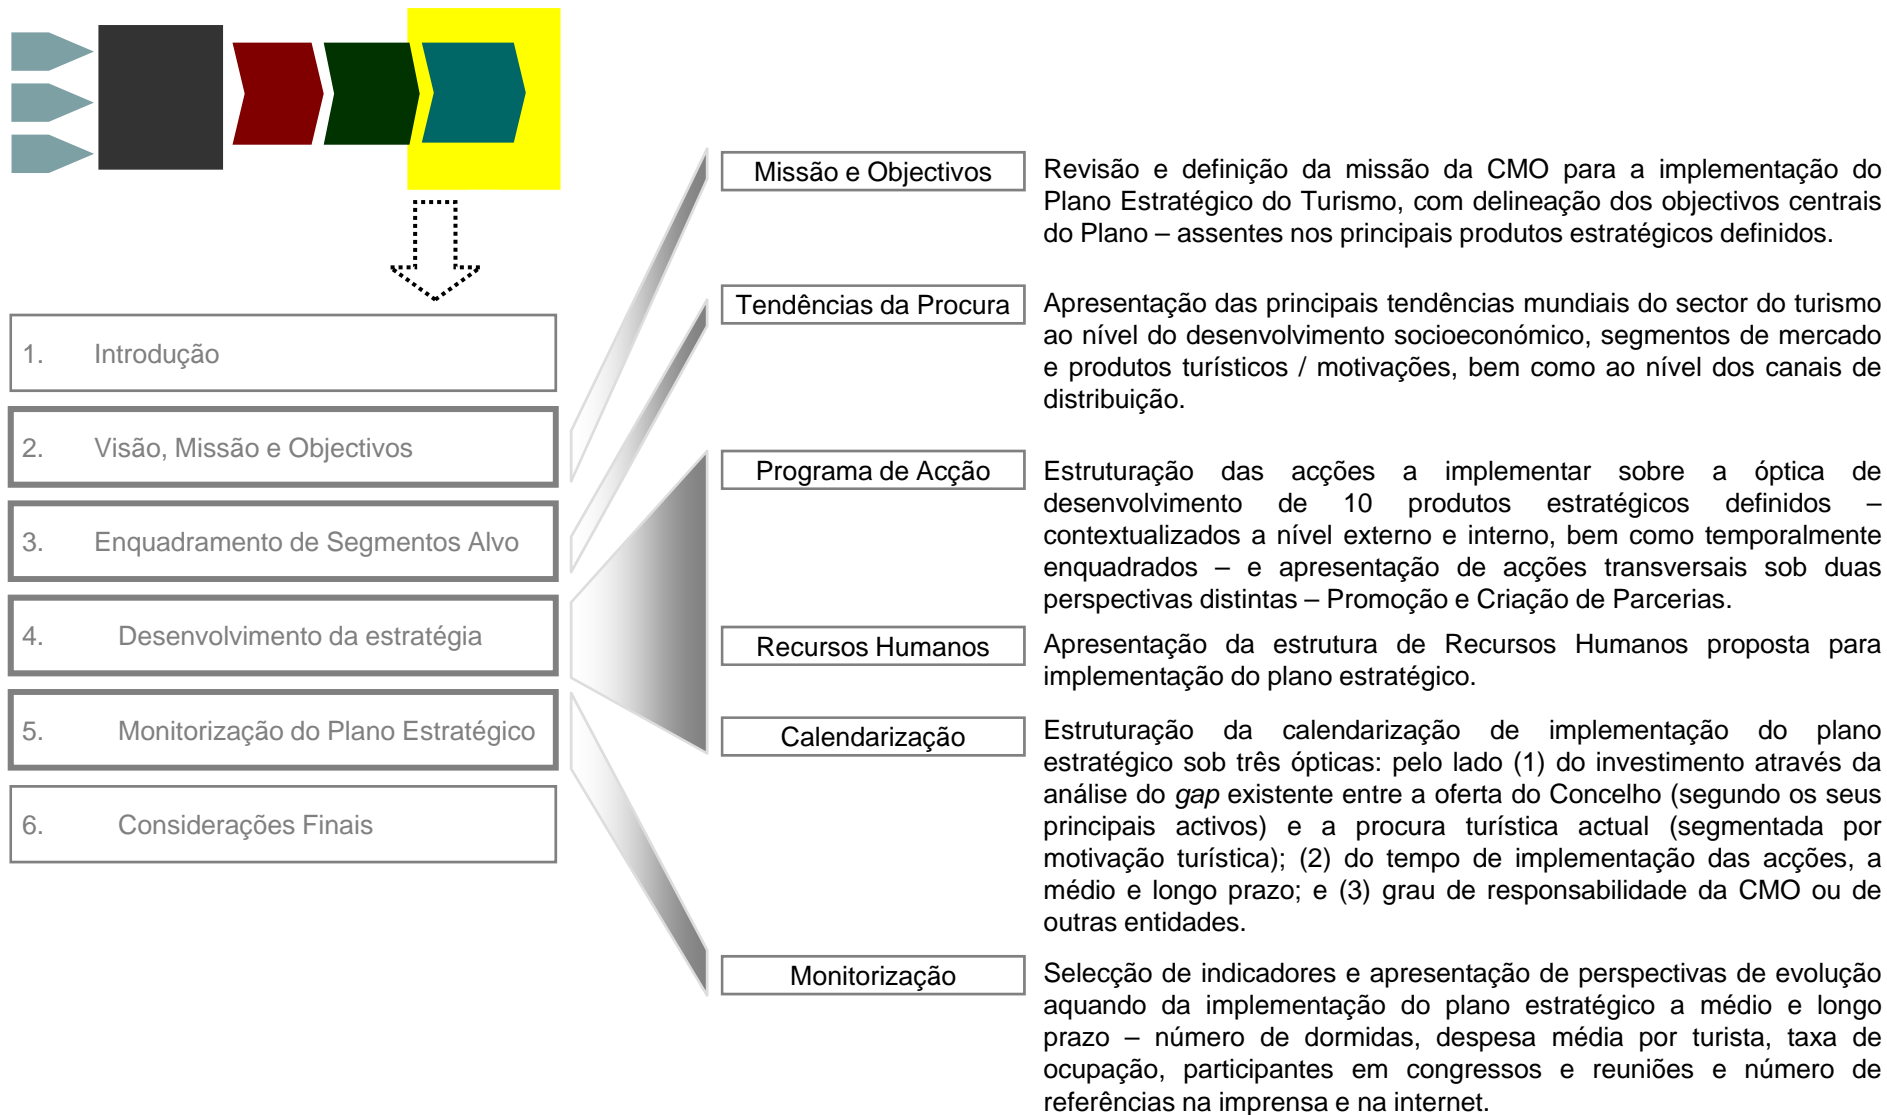 1. Introdução
2. Visão, Missão e Objectivos
3. Enquadramento de Segmentos Alvo
4. Desenvolvimento da estratégia
5. Monitorização do Plano Estratégico
6. Considerações Finais
Missão e Objectivos
Revisão e definição da missão da CMO para a implementação do
Plano Estratégico do Turismo, com delineação dos objectivos centrais
do Plano – assentes nos principais produtos estratégicos definidos.
Tendências da Procura
Apresentação das principais tendências mundiais do sector do turismo
ao nível do desenvolvimento socioeconómico, segmentos de mercado
e produtos turísticos / motivações, bem como ao nível dos canais de
distribuição.
Programa de Acção
Estruturação das acções a implementar sobre a óptica de
desenvolvimento de 10 produtos estratégicos definidos –
contextualizados a nível externo e interno, bem como temporalmente
enquadrados – e apresentação de acções transversais sob duas
perspectivas distintas – Promoção e Criação de Parcerias.
Recursos Humanos
Apresentação da estrutura de Recursos Humanos proposta para
implementação do plano estratégico.
Calendarização
Estruturação da calendarização de implementação do plano
estratégico sob três ópticas: pelo lado (1) do investimento através da
análise do gap existente entre a oferta do Concelho (segundo os seus
principais activos) e a procura turística actual (segmentada por
motivação turística); (2) do tempo de implementação das acções, a
médio e longo prazo; e (3) grau de responsabilidade da CMO ou de
outras entidades.
Monitorização
Selecção de indicadores e apresentação de perspectivas de evolução
aquando da implementação do plano estratégico a médio e longo
prazo – número de dormidas, despesa média por turista, taxa de
ocupação, participantes em congressos e reuniões e número de
referências na imprensa e na internet.